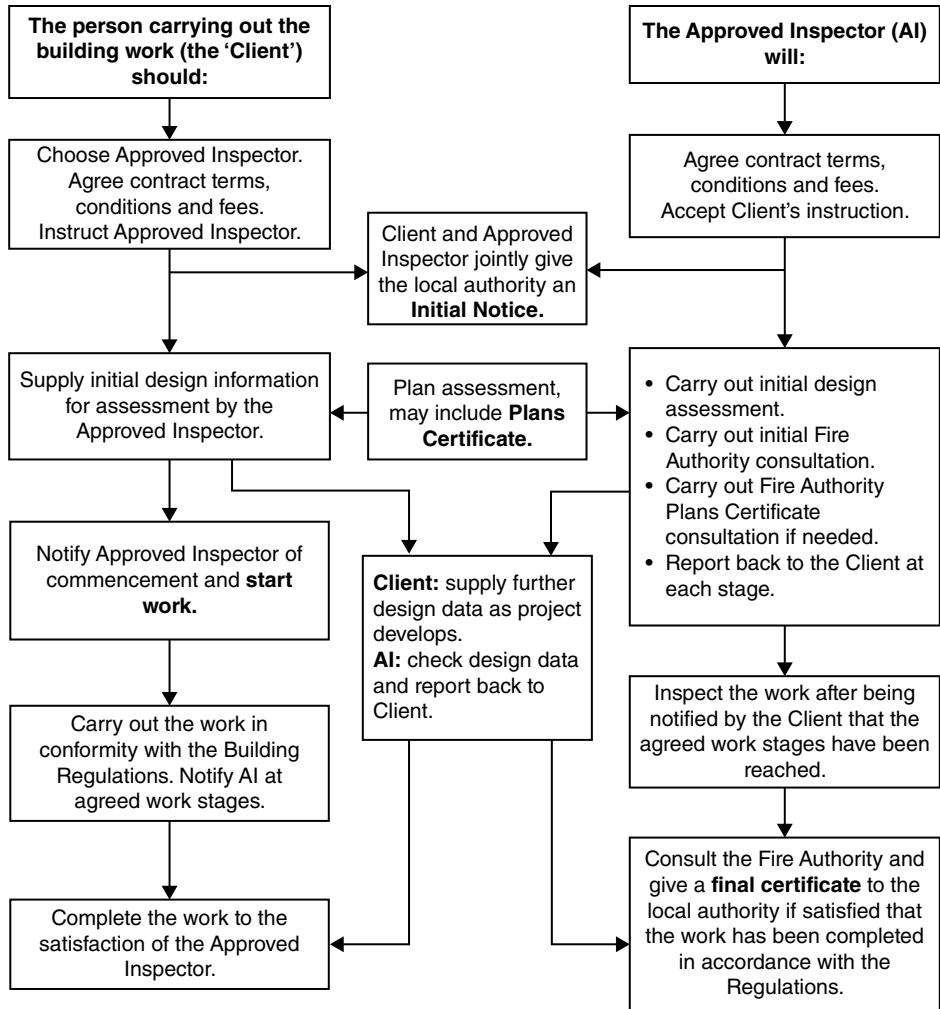 The person carrying out the
building work (the ‘Client’)
should:
The Approved Inspector (AI)
will:
Choose Approved Inspector.
Agree contract terms,
conditions and fees.
Instruct Approved Inspector.
Agree contract terms,
conditions and fees.
Accept Client’s instruction.
Client and Approved
Inspector jointly give
the local authority an
Initial Notice.
Supply initial design information
for assessment by the
Approved Inspector.
Plan assessment,
may include Plans
Certificate.
• Carry out initial design
assessment.
• Carry out initial Fire
Authority consultation.
• Carry out Fire Authority
Plans Certificate
consultation if needed.
• Report back to the Client at
each stage.
Notify Approved Inspector of
commencement and start
work.
Client: supply further
design data as project
develops.
AI: check design data
and report back to
Client.
Carry out the work in
conformity with the Building
Regulations. Notify AI at
agreed work stages.
Inspect the work after being
notified by the Client that the
agreed work stages have been
reached.
Complete the work to the
satisfaction of the Approved
Inspector.
Consult the Fire Authority and
give a final certificate to the
local authority if satisfied that
the work has been completed
in accordance with the
Regulations.